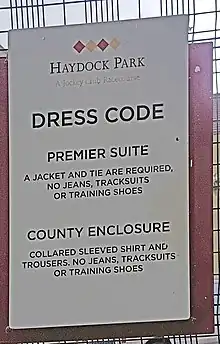 HAYDOCK PARK
A Jockey Club Racecourse
DRESS CODE
PREMIER SUITE
A JACKET AND TIE ARE REQUIRED,
NO JEANS, TRACKSUITS
OR TRAINING SHOES
COUNTY ENCLOSURE
COLLARED SLEEVED SHIRT AND
TROUSERS. NO JEANS, TRACKSUITS
OR TRAINING SHOES